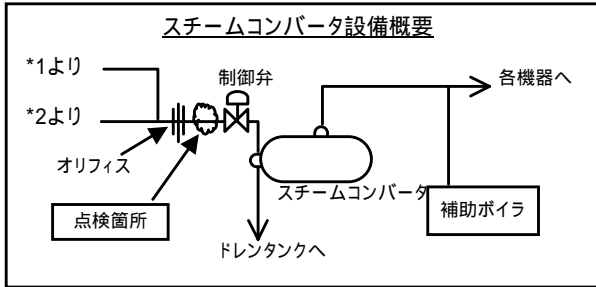 スチームコンバータ設備概要
*1より
制御弁
各機器へ
*2より
オリフィス
スチームコンバータ
点検箇所
補助ボイラ
ドレンタンクへ